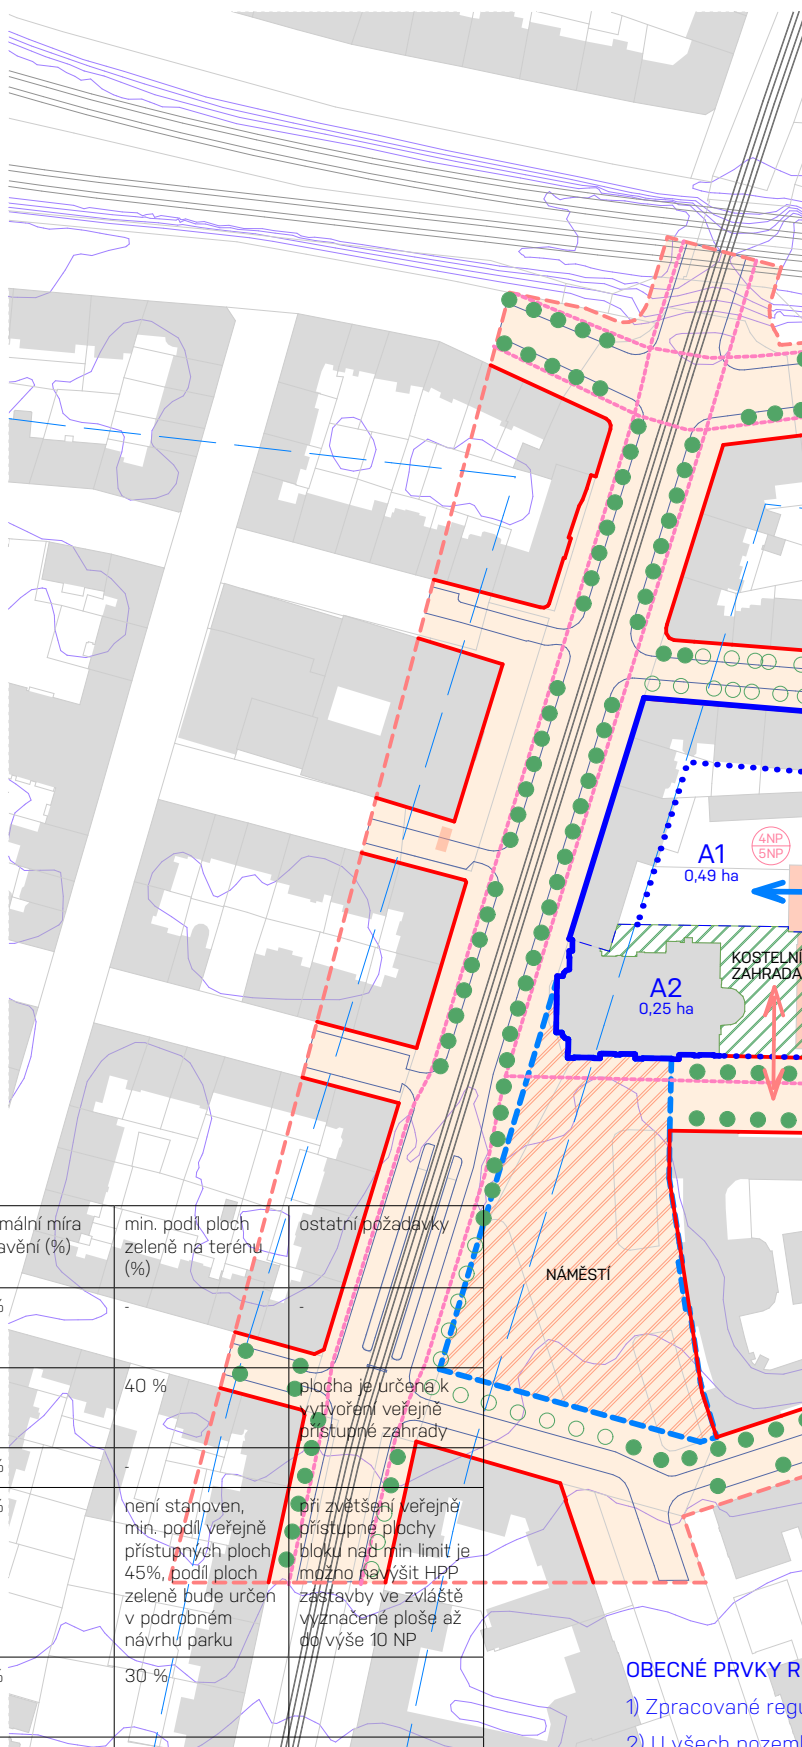 4NP
5NP
A1
0,49 ha
KOSTELNÍ
ZAHRADA
A2
0,25 ha
NÁMĚSTÍ
min. podíl ploch
zeleně na terénu
(%)
ostatní požadavky
-
-
40 %
plocha je určena k
vytvoření veřejně
přístupné zahrady
-
není stanoven,
min. podíl veřejně
přístupných ploch
45%, podíl ploch
zeleně bude určen
v podrobném
návrhu parku
při zvětšení veřejně
přístupné plochy
bloku nad min limit je
možno navýšit HPP
zástavby ve zvláště
vyznačené ploše až
do výše 10 NP
30 %
OBECNÉ PRVKY R
1) Zpracované regu
2) U všech pozem